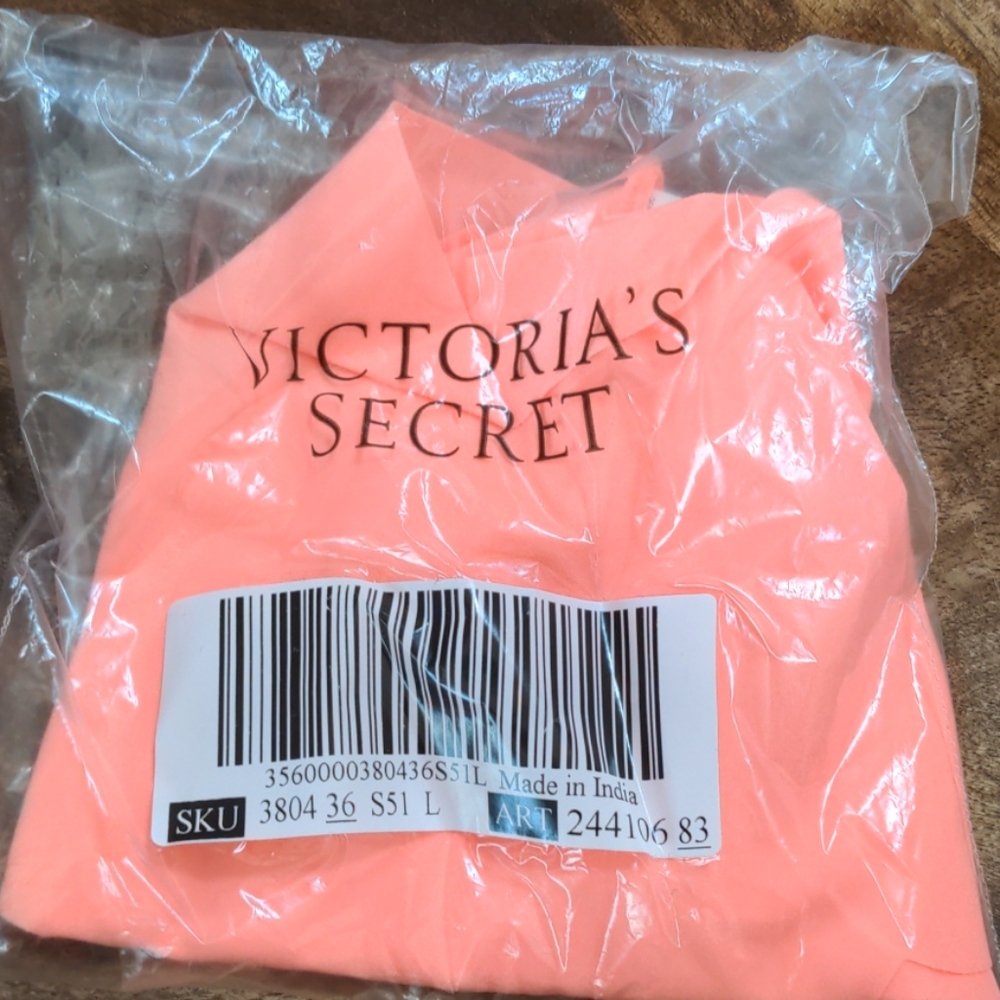 VICTORIA'S
SECRET
3560000380436S51L Made in India
SKU 3804 36 S51 L ART 244106 83